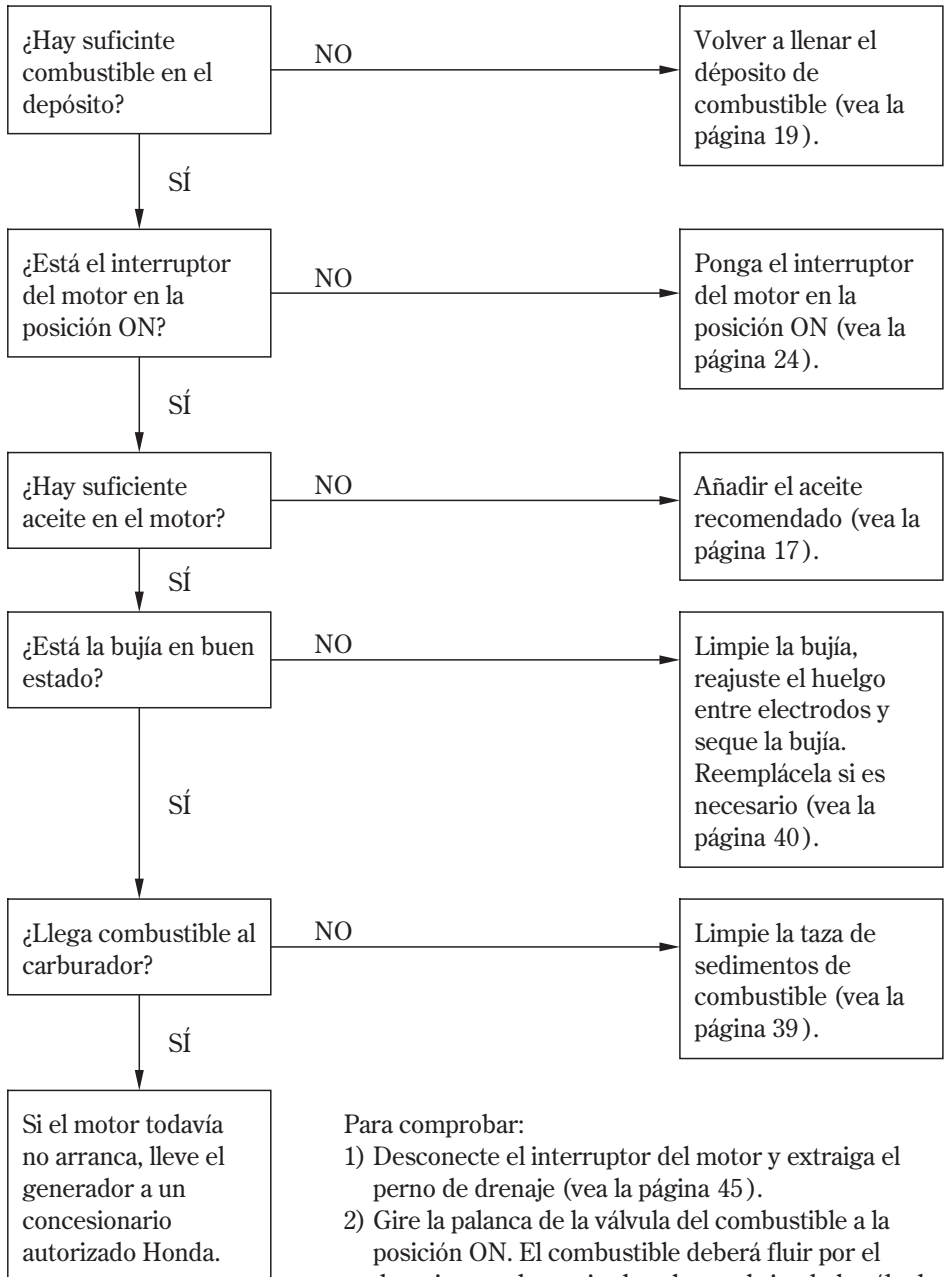 ¿Hay suficinte
combustible en el
depósito?
NO
Volver a llenar el
déposito de
combustible (vea la
página 19).
SÍ
¿Está el interruptor
del motor en la
posición ON?
NO
Ponga el interruptor
del motor en la
posición ON (vea la
página 24).
SÍ
¿Hay suficiente
aceite en el motor?
NO
Añadir el aceite
recomendado (vea la
página 17).
SÍ
¿Está la bujía en buen
estado?
NO
Limpie la bujía,
reajuste el huelgo
entre electrodos y
seque la bujía.
Reemplácela si es
necesario (vea la
página 40).
SÍ
¿Llega combustible al
carburador?
NO
Limpie la taza de
sedimentos de
combustible (vea la
página 39).
SÍ
Si el motor todavía
no arranca, lleve el
generador a un
concesionario
autorizado Honda.
Para comprobar:
1) Desconecte el interruptor del motor y extraiga el
perno de drenaje (vea la página 45).
2) Gire la palanca de la válvula del combustible a la
posición ON. El combustible deberá fluir por el